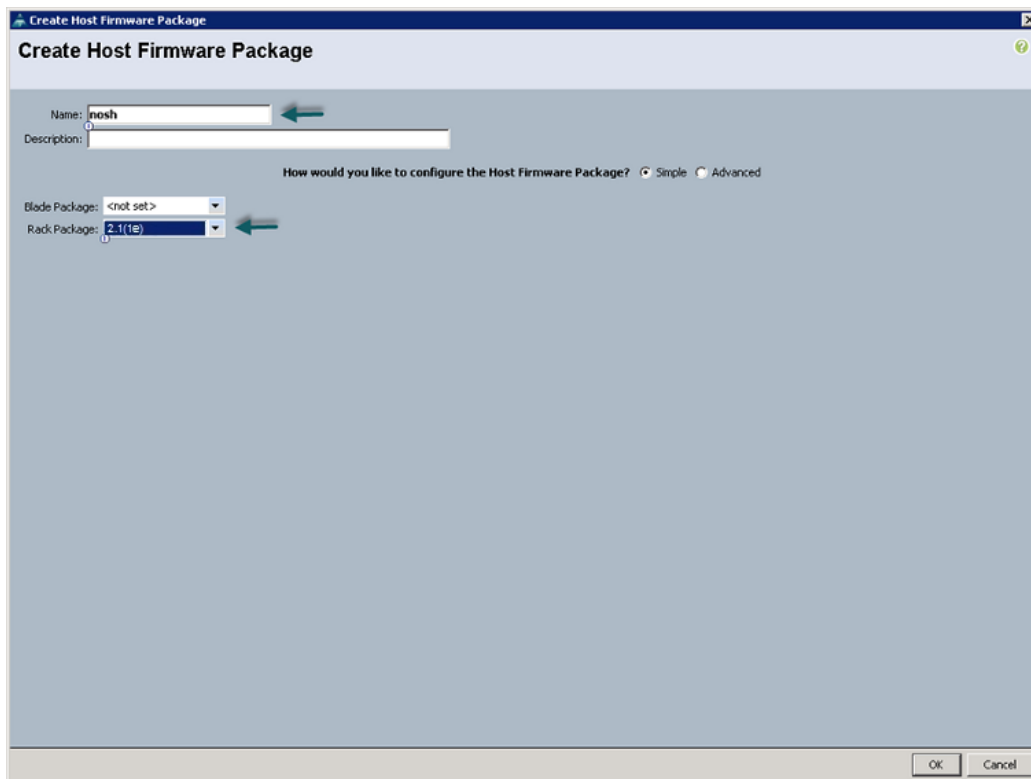 Create Host Firmware Package
Create Host Firmware Package
Name: nosh
Description:
How would you like to configure the Host Firmware Package? Simple Advanced
Blade Package: <not set>
Rack Package: 2.1(1e)
OK Cancel